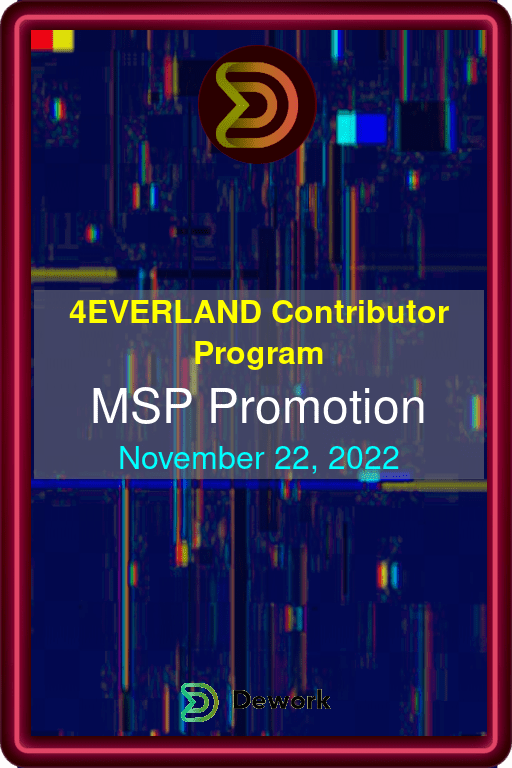 4EVERLAND Contributor
Program
MSP Promotion
November 22, 2022
Dework